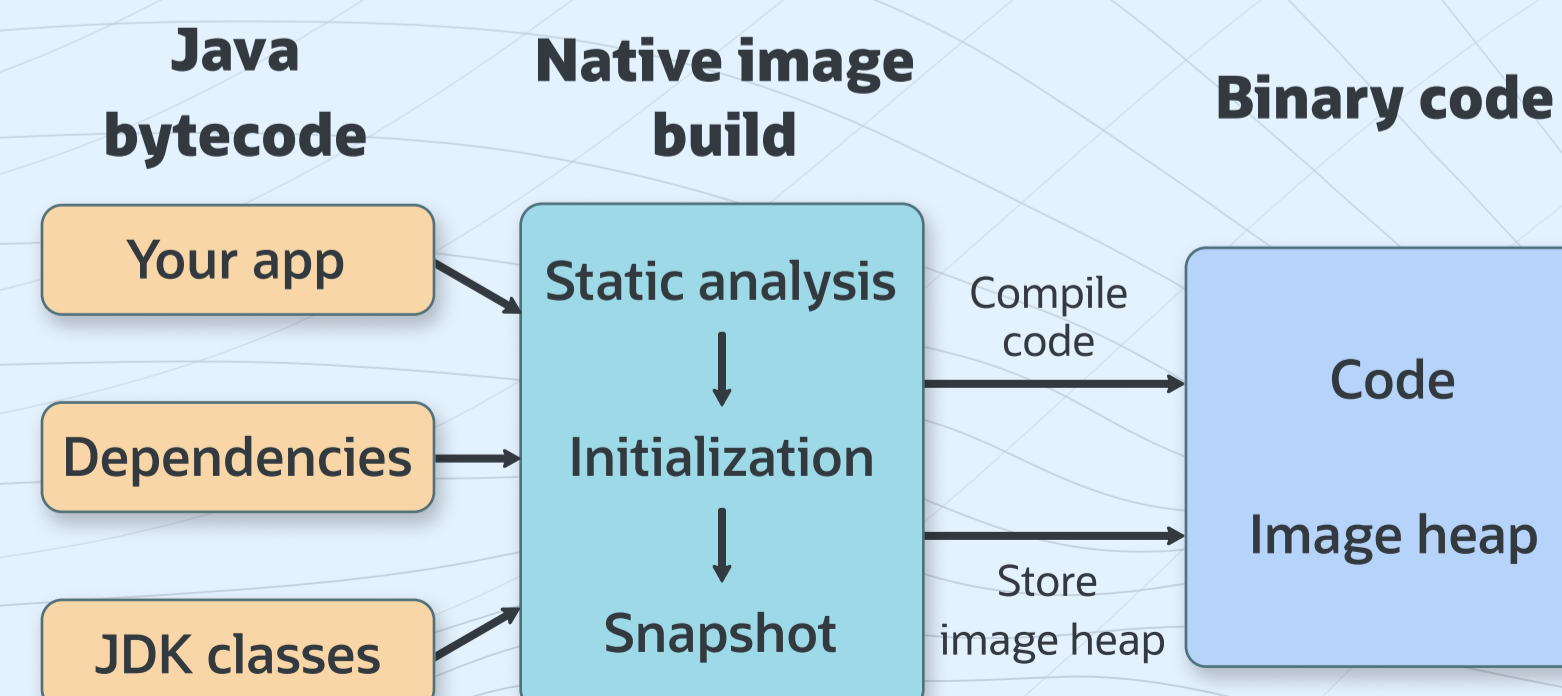 Java
bytecode
Your app
Dependencies
JDK classes
Native image
build
Static analysis
Initialization
Snapshot
Compile
code
Store
image heap
Binary code
Code
Image heap